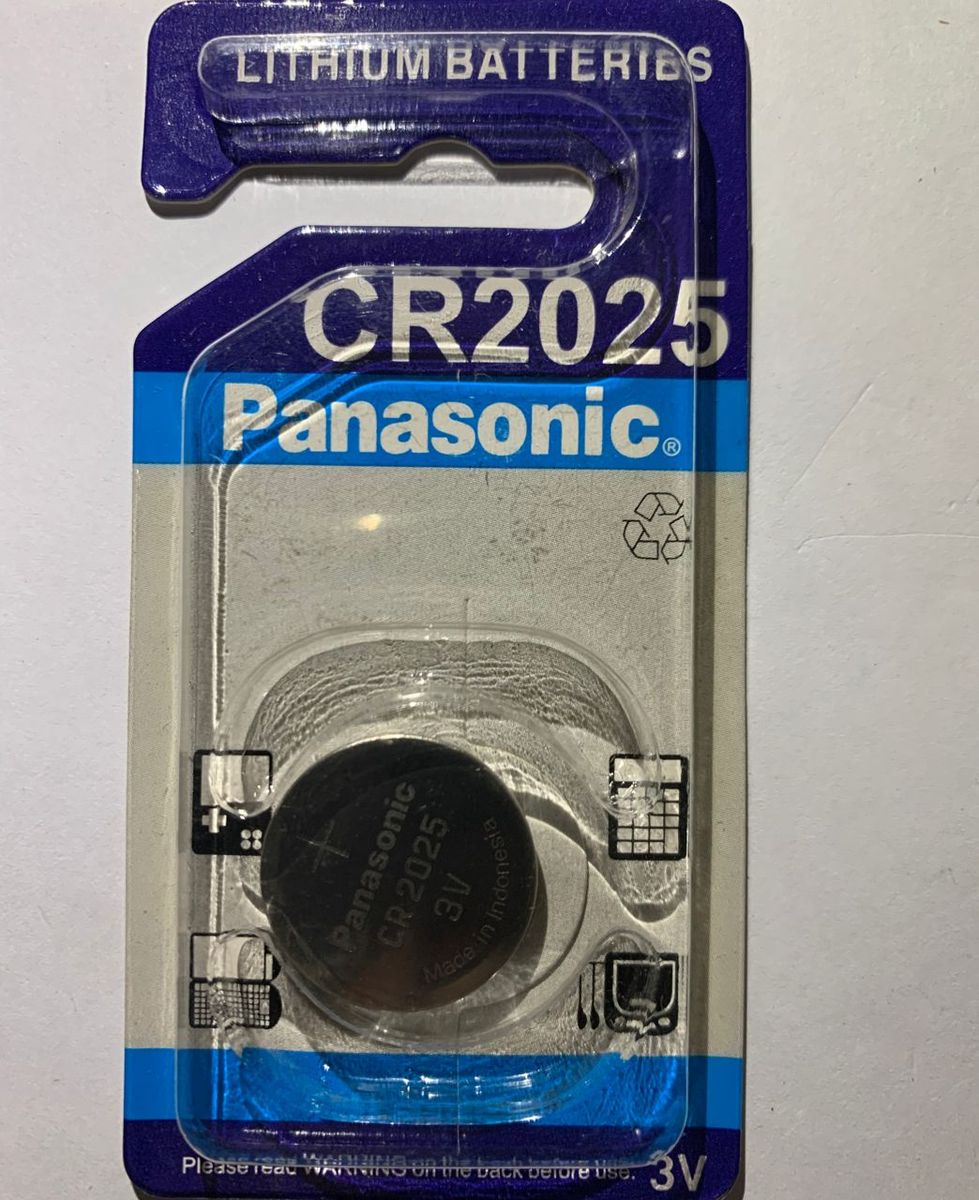 LITHIUM BATTERIES
CR2025
Panasonic®
Panasonic
CR2025
3V
Made in Indonesia
Please read WARNING on the back before use. 3V